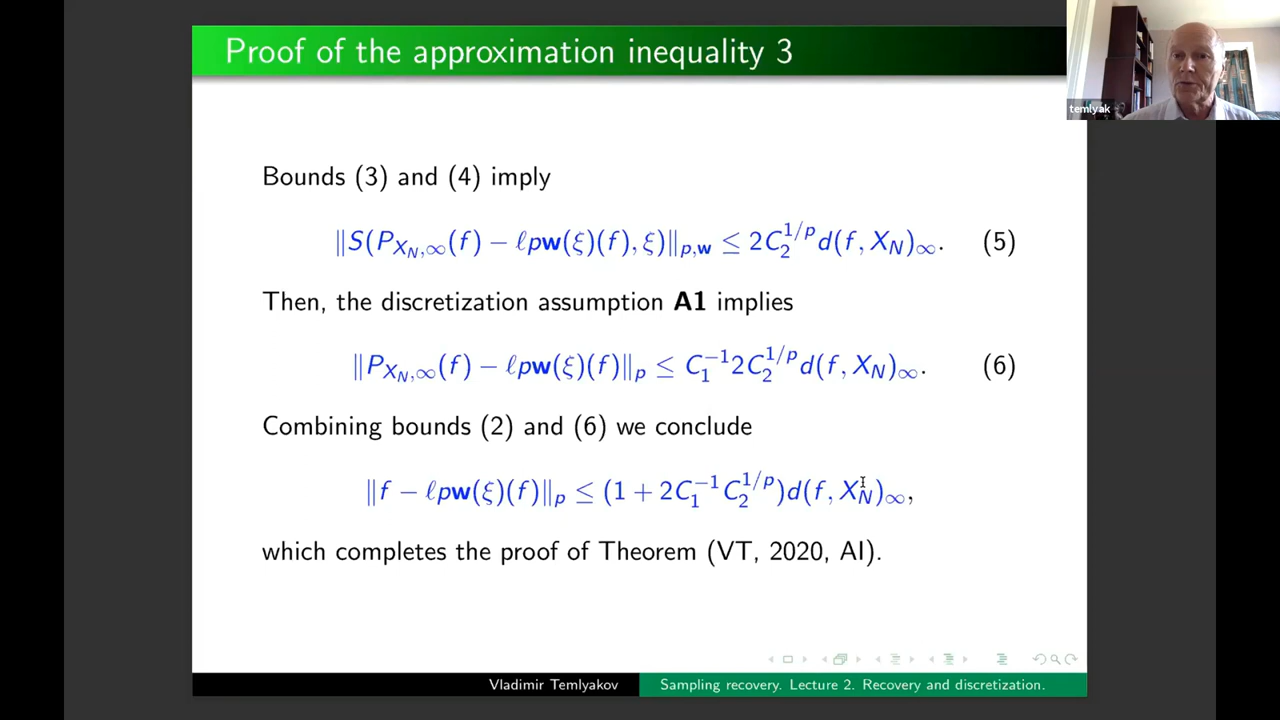 Proof of the approximation inequality 3
temlyak
Bounds (3) and (4) imply
‖S(P_{X_N,∞}(f) − ℓp𝐰(ξ)(f), ξ)‖_{p,𝐰} ≤ 2C_2^{1/p} d(f, X_N)_∞. (5)
Then, the discretization assumption A1 implies
‖P_{X_N,∞}(f) − ℓp𝐰(ξ)(f)‖_p ≤ C_1^{−1} 2C_2^{1/p} d(f, X_N)_∞. (6)
Combining bounds (2) and (6) we conclude
‖f − ℓp𝐰(ξ)(f)‖_p ≤ (1 + 2C_1^{−1} C_2^{1/p}) d(f, X_N)_∞,
which completes the proof of Theorem (VT, 2020, AI).
Vladimir Temlyakov Sampling recovery. Lecture 2. Recovery and discretization.